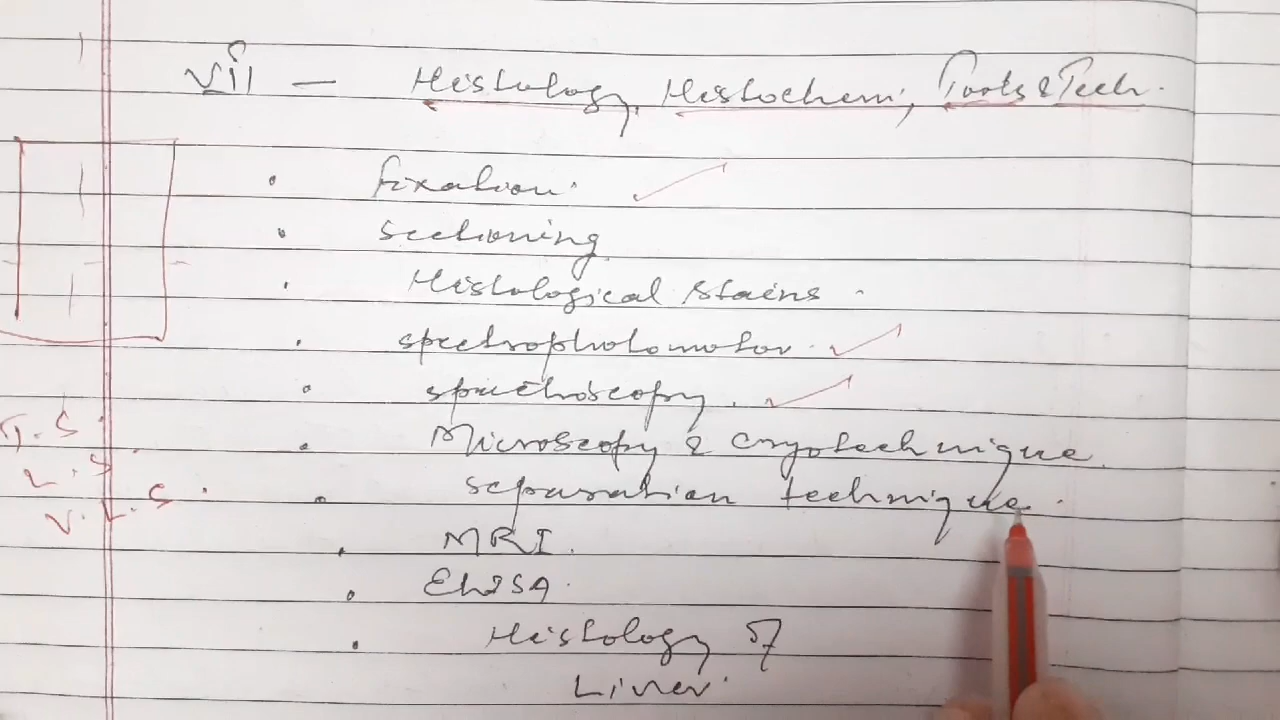 vii — Histology, Histochem, Tools & Tech.
• fixation.
• sectioning
• Histological stains.
• spectrophotomotor.
• spectroscopy.
T.S.
• Microscopy & cryotechnique.
L.S.
• separation technique.
V.L.S.
• MRI.
• ELISA.
• Histology of
Liver.